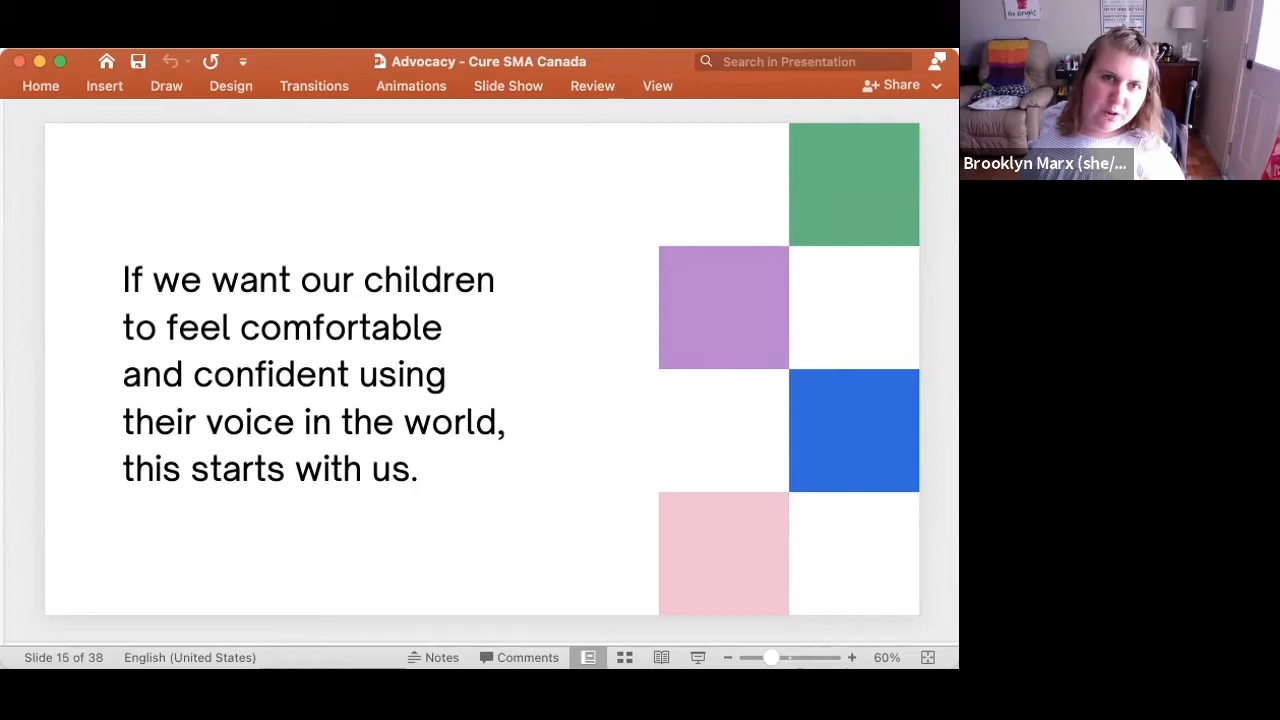 Advocacy - Cure SMA Canada
Search in Presentation
Home Insert Draw Design Transitions Animations Slide Show Review View
Share
If we want our children
to feel comfortable
and confident using
their voice in the world,
this starts with us.
Slide 15 of 38
English (United States)
Notes
Comments
60%
Brooklyn Marx (she/...